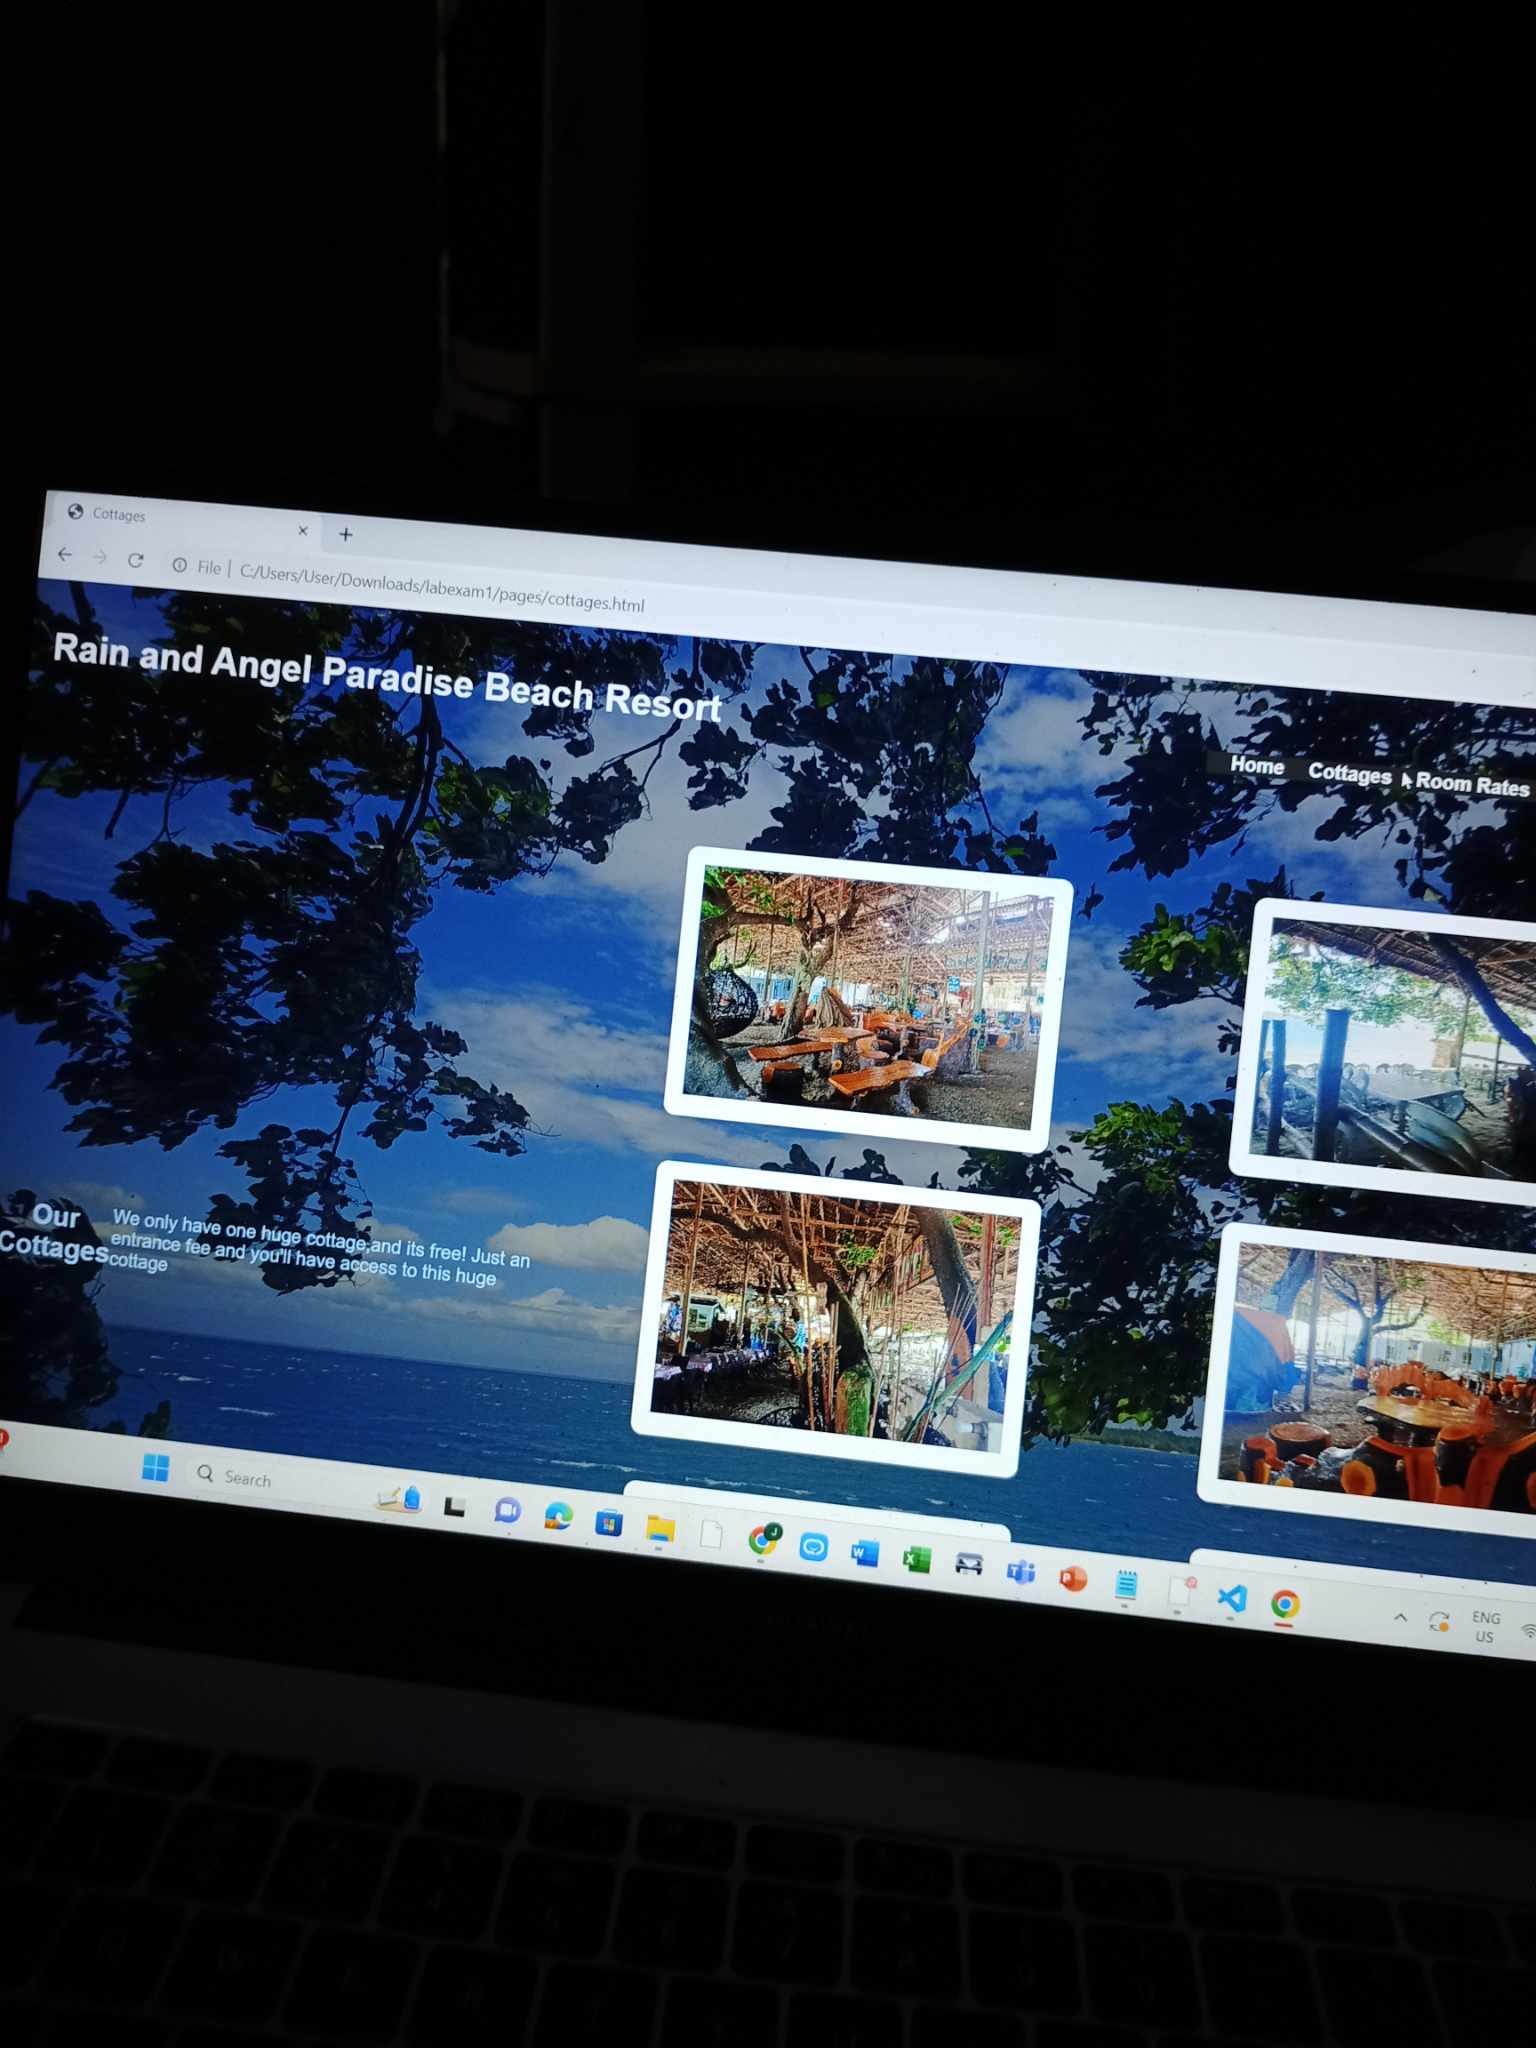 Cottages
File | C:/Users/User/Downloads/labexam1/pages/cottages.html
Rain and Angel Paradise Beach Resort
Home Cottages Room Rates
Our
Cottages
We only have one huge cottage,and its free! Just an
entrance fee and you'll have access to this huge
cottage
Search
ENG
US